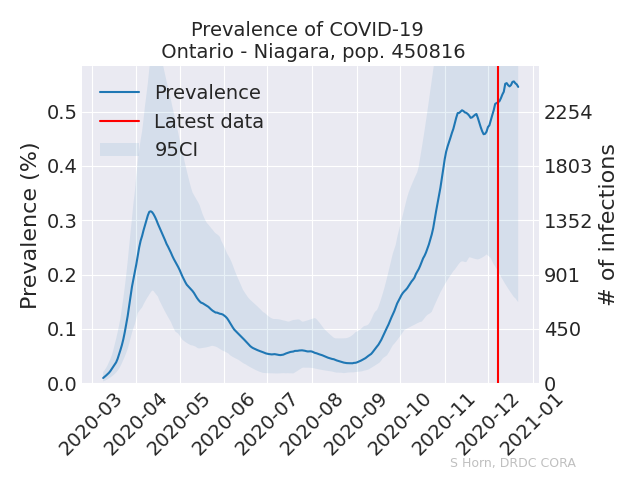 Prevalence of COVID-19
Ontario - Niagara, pop. 450816
Prevalence
Latest data
95CI
Prevalence (%)
0.5
0.4
0.3
0.2
0.1
0.0
2254
1803
1352
901
450
0
# of infections
2020-03
2020-04
2020-05
2020-06
2020-07
2020-08
2020-09
2020-10
2020-11
2020-12
2021-01
S Horn, DRDC CORA